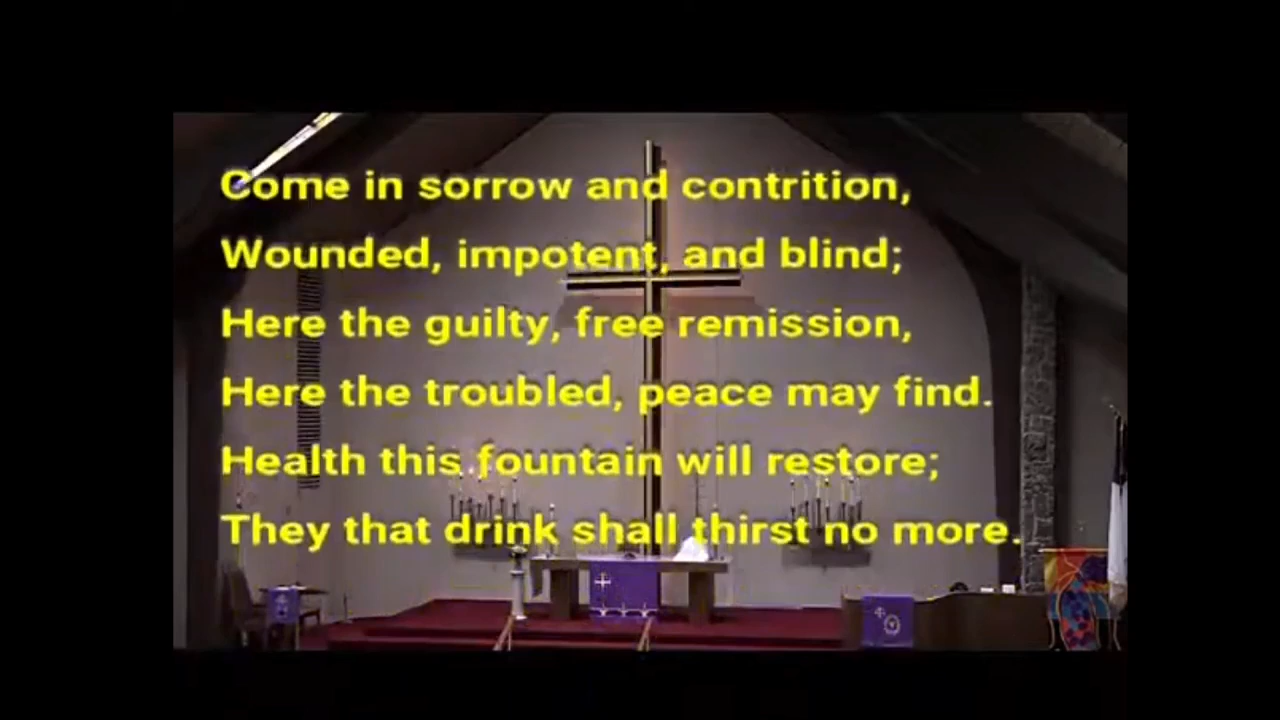 Come in sorrow and contrition,
Wounded, impotent, and blind;
Here the guilty, free remission,
Here the troubled, peace may find.
Health this fountain will restore;
They that drink shall thirst no more.